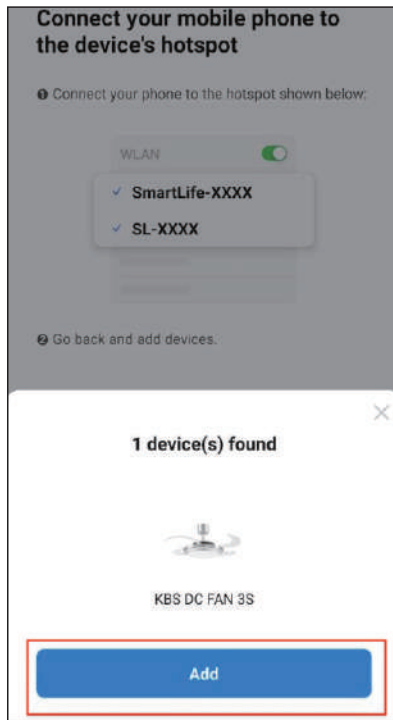 Connect your mobile phone to
the device's hotspot
❶ Connect your phone to the hotspot shown below:
WLAN
SmartLife-XXXX
SL-XXXX
❷ Go back and add devices.
1 device(s) found
KBS DC FAN 3S
Add